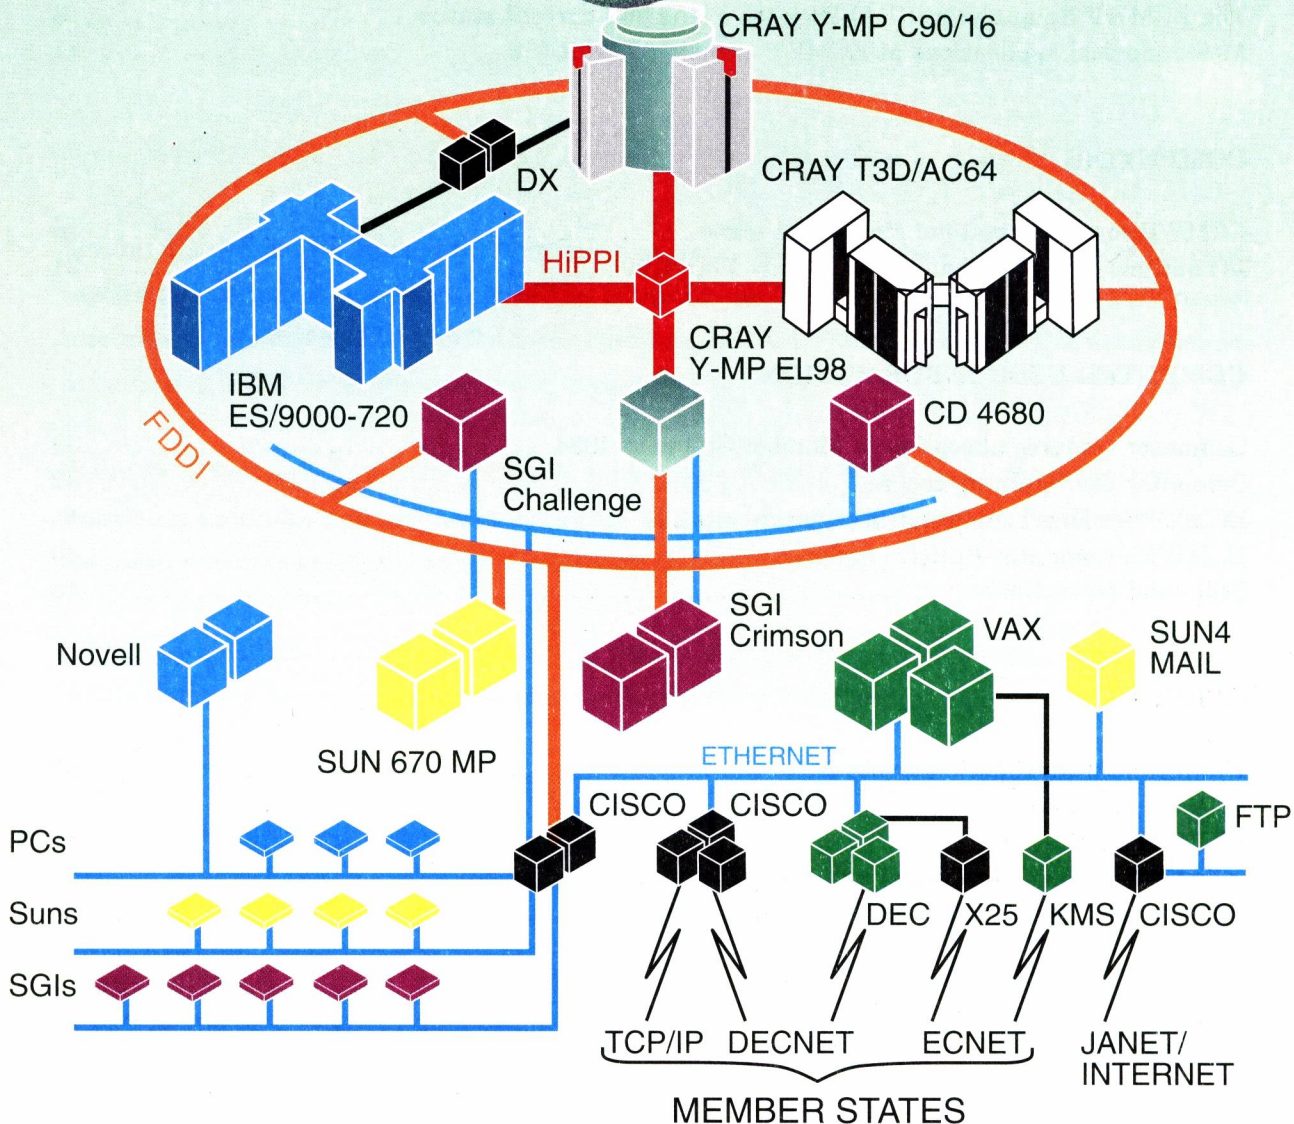 CRAY Y-MP C90/16
DX
CRAY T3D/AC64
HiPPI
CRAY
Y-MP EL98
IBM
ES/9000-720
CD 4680
FDDI
SGI
Challenge
Novell
SGI
Crimson
VAX
SUN4
MAIL
SUN 670 MP
ETHERNET
CISCO
CISCO
FTP
PCs
Suns
DEC
X25
KMS
CISCO
SGIs
TCP/IP
DECNET
ECNET
JANET/
INTERNET
MEMBER STATES